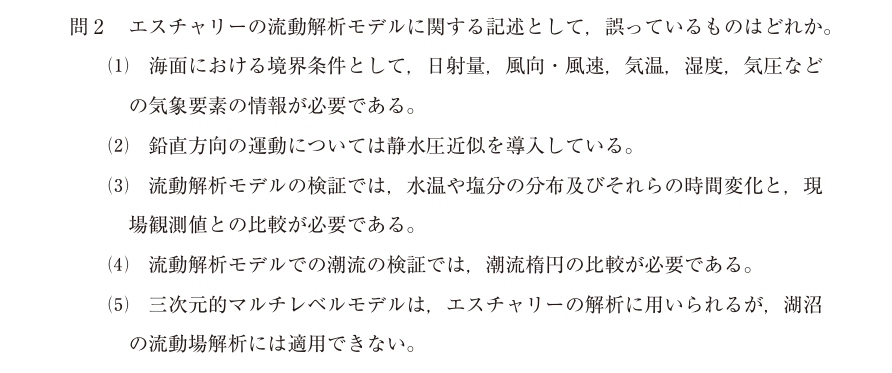 問2 エスチャリーの流動解析モデルに関する記述として，誤っているものはどれか。
⑴ 海面における境界条件として，日射量，風向・風速，気温，湿度，気圧など
の気象要素の情報が必要である。
⑵ 鉛直方向の運動については静水圧近似を導入している。
⑶ 流動解析モデルの検証では，水温や塩分の分布及びそれらの時間変化と，現
場観測値との比較が必要である。
⑷ 流動解析モデルでの潮流の検証では，潮流楕円の比較が必要である。
⑸ 三次元的マルチレベルモデルは，エスチャリーの解析に用いられるが，湖沼
の流動場解析には適用できない。